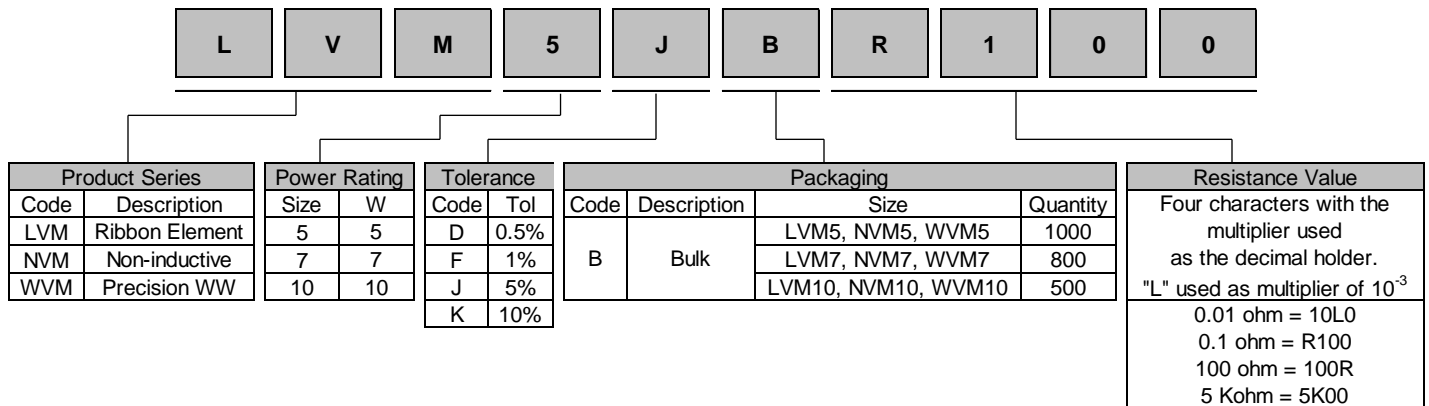 L V M 5 J B R 1 0 0
Product Series
Code Description
LVM Ribbon Element
NVM Non-inductive
WVM Precision WW
Power Rating
Size W
5 5
7 7
10 10
Tolerance
Code Tol
D 0.5%
F 1%
J 5%
K 10%
Packaging
Code Description Size Quantity
B Bulk
LVM5, NVM5, WVM5 1000
LVM7, NVM7, WVM7 800
LVM10, NVM10, WVM10 500
Resistance Value
Four characters with the
multiplier used
as the decimal holder.
"L" used as multiplier of 10⁻³
0.01 ohm = 10L0
0.1 ohm = R100
100 ohm = 100R
5 Kohm = 5K00